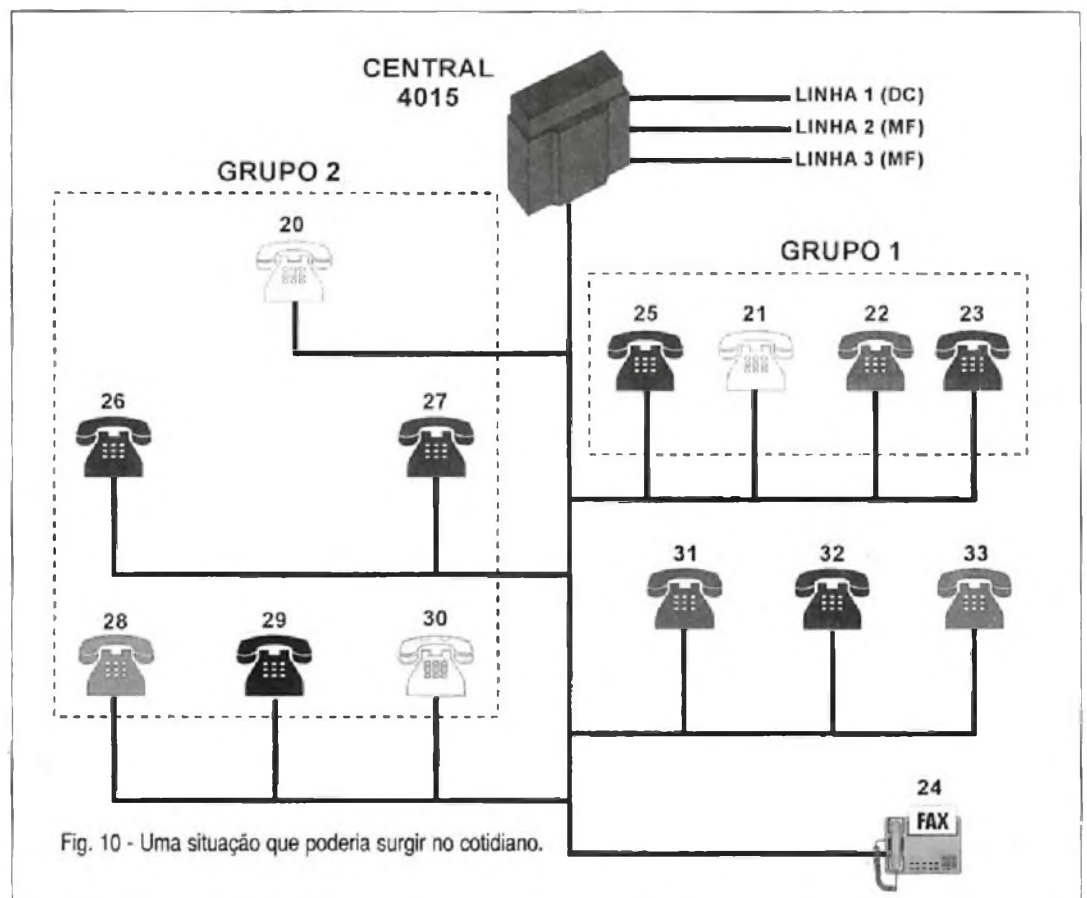 CENTRAL
4015
LINHA 1 (DC)
LINHA 2 (MF)
LINHA 3 (MF)
GRUPO 2
20
GRUPO 1
25 21 22 23
26 27
31 32 33
28 29 30
24
FAX
Fig. 10 - Uma situação que poderia surgir no cotidiano.